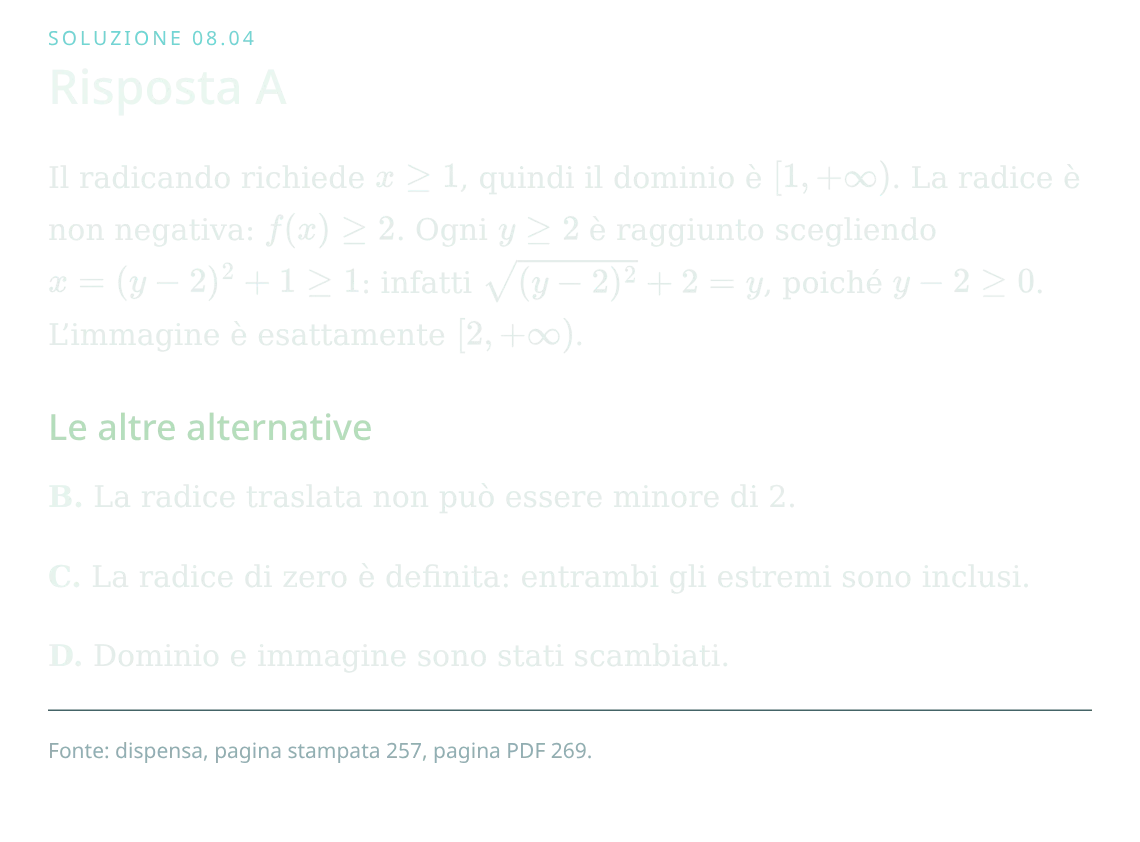 SOLUZIONE 08.04
Risposta A
Il radicando richiede x ≥ 1, quindi il dominio è [1, +∞). La radice è
non negativa: f(x) ≥ 2. Ogni y ≥ 2 è raggiunto scegliendo
x = (y − 2)² + 1 ≥ 1: infatti √(y − 2)² + 2 = y, poiché y − 2 ≥ 0.
L’immagine è esattamente [2, +∞).
Le altre alternative
B. La radice traslata non può essere minore di 2.
C. La radice di zero è definita: entrambi gli estremi sono inclusi.
D. Dominio e immagine sono stati scambiati.
Fonte: dispensa, pagina stampata 257, pagina PDF 269.